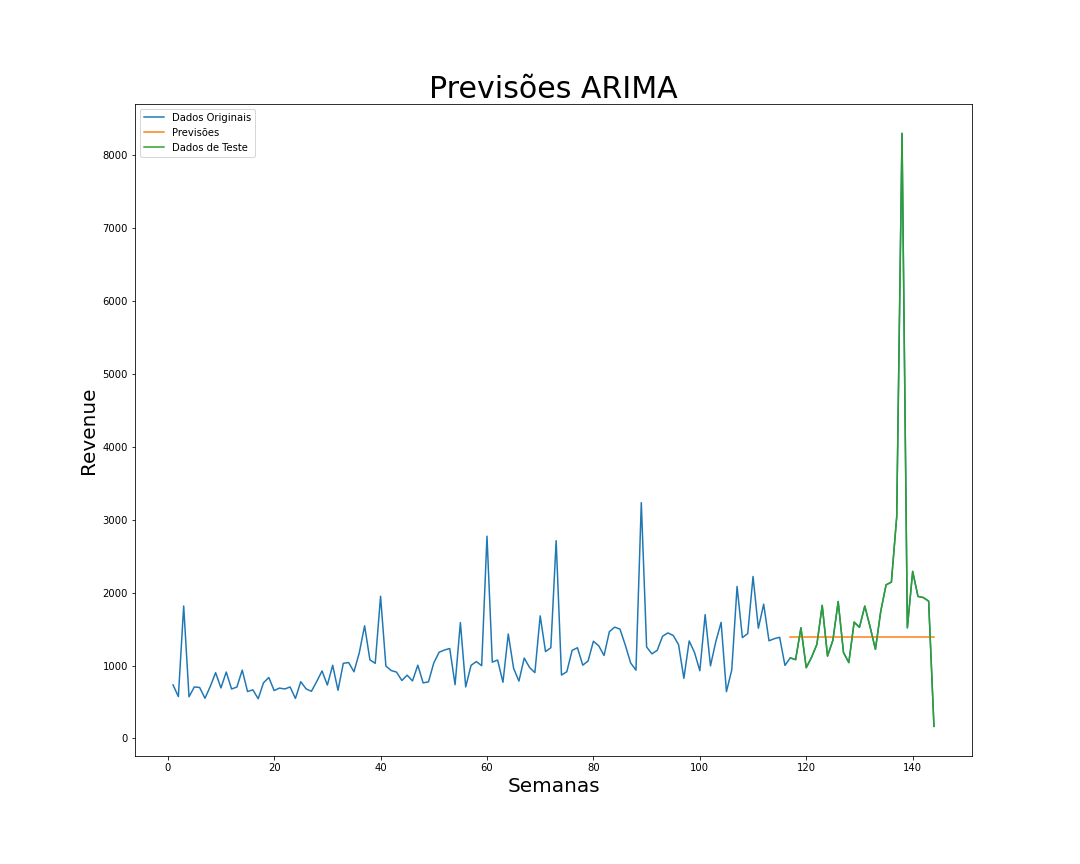 Previsões ARIMA
Dados Originais
Previsões
Dados de Teste
Revenue
8000
7000
6000
5000
4000
3000
2000
1000
0
0 20 40 60 80 100 120 140
Semanas